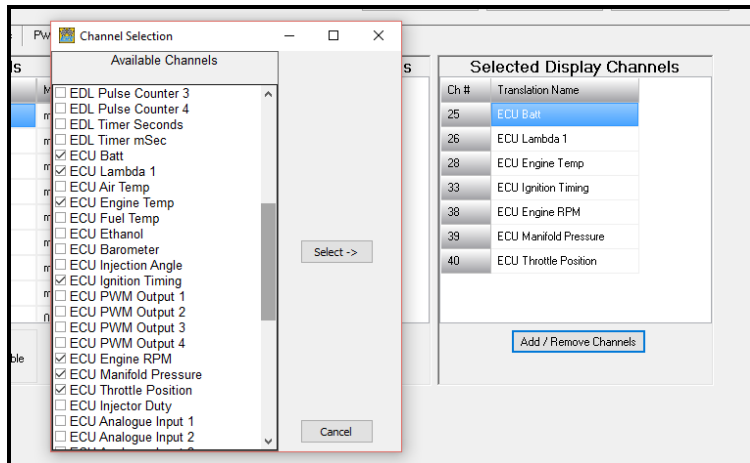 PW
Channel Selection
Available Channels
EDL Pulse Counter 3
EDL Pulse Counter 4
EDL Timer Seconds
EDL Timer mSec
ECU Batt
ECU Lambda 1
ECU Air Temp
ECU Engine Temp
ECU Fuel Temp
ECU Ethanol
ECU Barometer
ECU Injection Angle
ECU Ignition Timing
ECU PWM Output 1
ECU PWM Output 2
ECU PWM Output 3
ECU PWM Output 4
ECU Engine RPM
ECU Manifold Pressure
ECU Throttle Position
ECU Injector Duty
ECU Analogue Input 1
ECU Analogue Input 2
Select ->
Cancel
Selected Display Channels
Ch # Translation Name
25 ECU Batt
26 ECU Lambda 1
28 ECU Engine Temp
33 ECU Ignition Timing
38 ECU Engine RPM
39 ECU Manifold Pressure
40 ECU Throttle Position
Add / Remove Channels